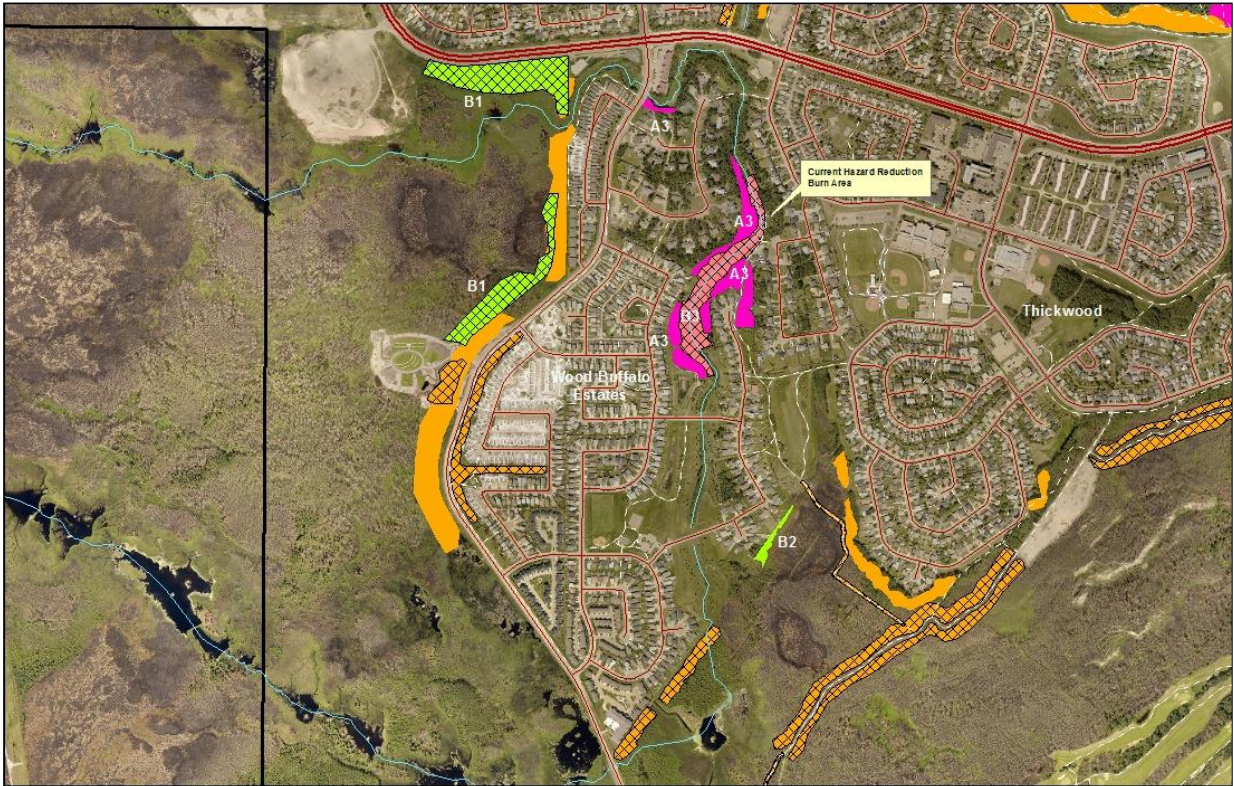 B1
A3
Current Hazard Reduction
Burn Area
A3
A3
B1
B3
Thickwood
A3
Wood Buffalo
Estates
B2